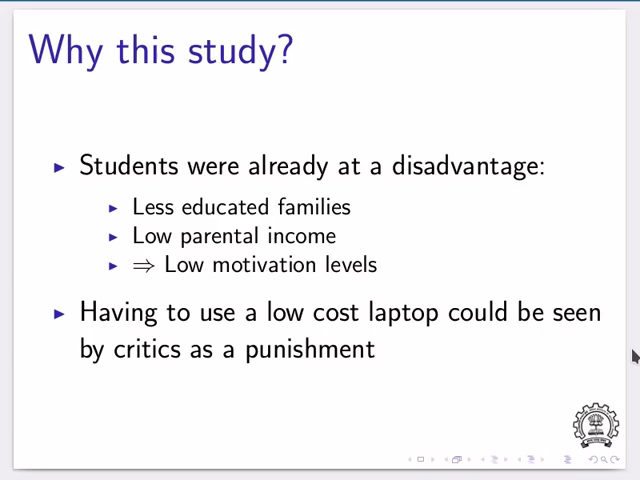 Why this study?
Students were already at a disadvantage:
Less educated families
Low parental income
⇒ Low motivation levels
Having to use a low cost laptop could be seen
by critics as a punishment